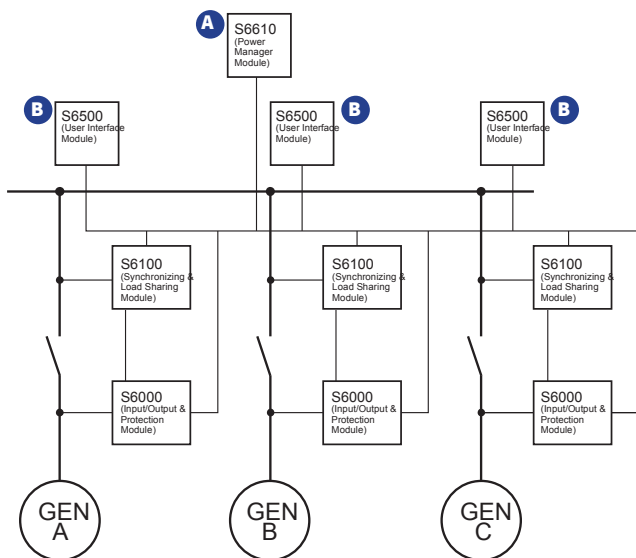 A
S6610
(Power
Manager
Module)
B
S6500
(User Interface
Module)
S6500
(User Interface
Module)
B
S6500
(User Interface
Module)
B
S6100
(Synchronizing &
Load Sharing
Module)
S6100
(Synchronizing &
Load Sharing
Module)
S6100
(Synchronizing &
Load Sharing
Module)
S6000
(Input/Output &
Protection
Module)
S6000
(Input/Output &
Protection
Module)
S6000
(Input/Output &
Protection
Module)
GEN
A
GEN
B
GEN
C